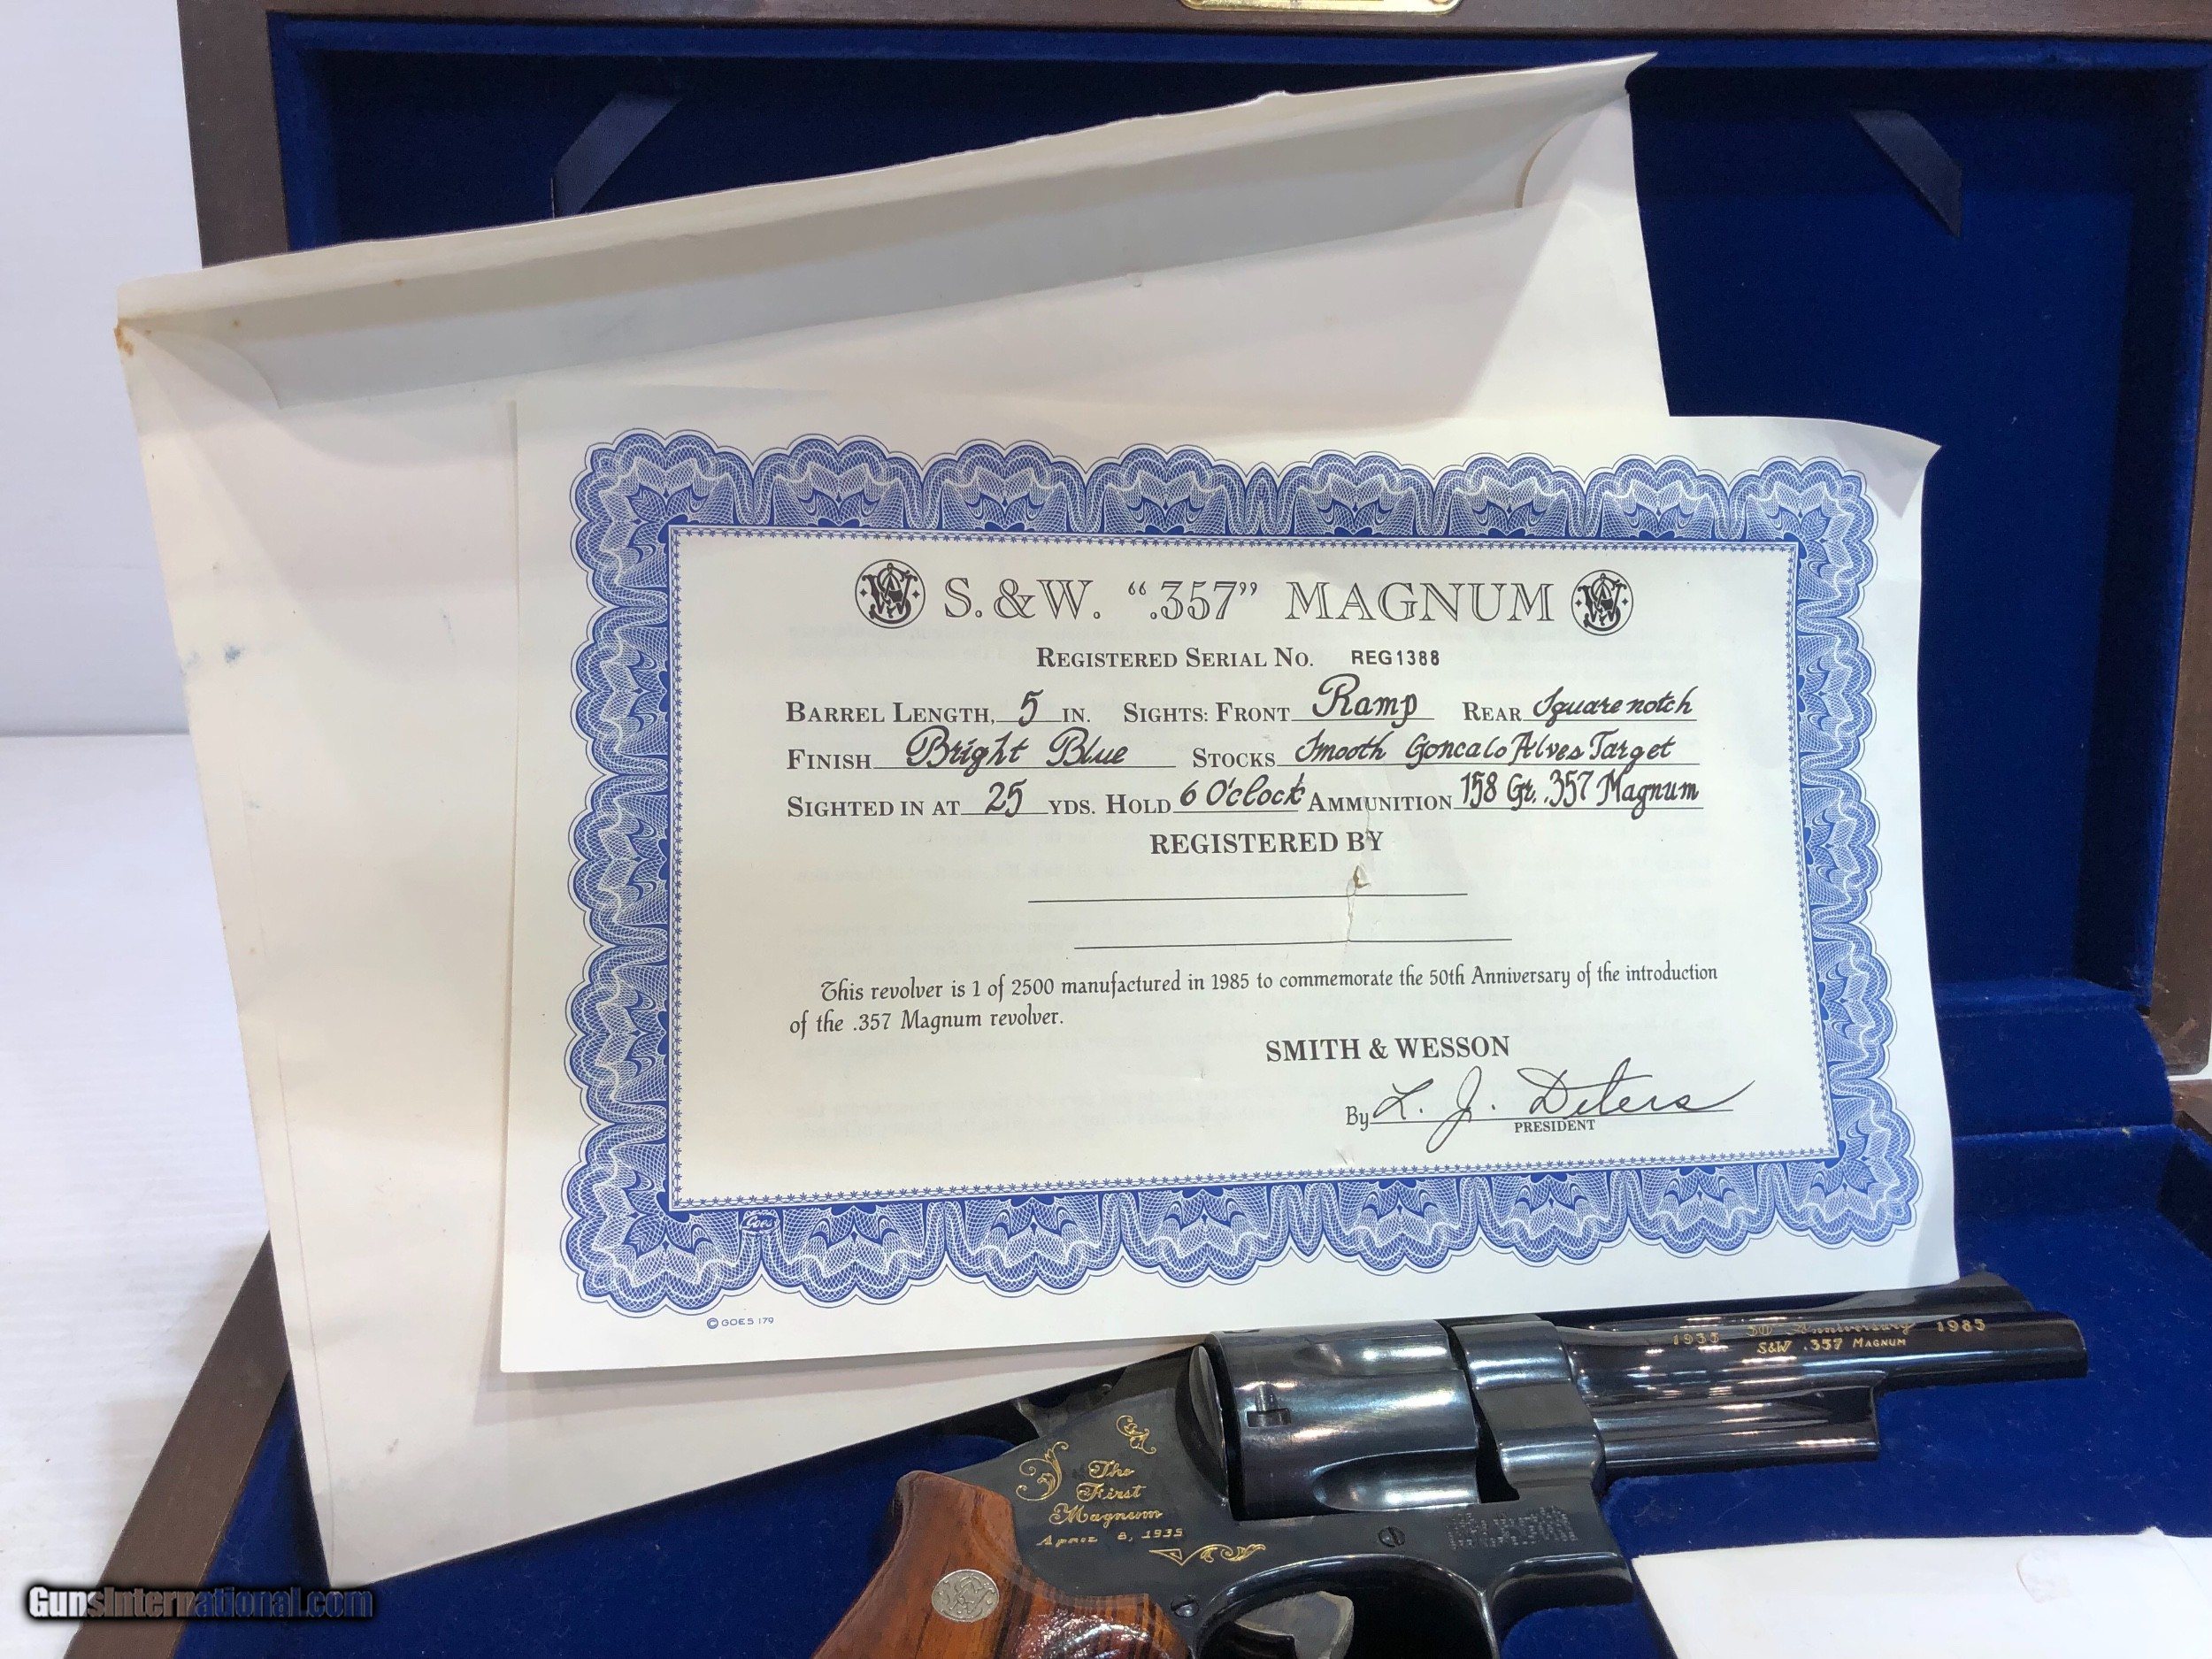 S.&W. “.357” MAGNUM
REGISTERED SERIAL NO. REG1388
BARREL LENGTH, 5 IN. SIGHTS: FRONT Ramp REAR Square notch
FINISH Bright Blue STOCKS Smooth Goncalo Alves Target
SIGHTED IN AT 25 YDS. HOLD 6 O'clock AMMUNITION 158 Gr. .357 Magnum
REGISTERED BY
This revolver is 1 of 2500 manufactured in 1985 to commemorate the 50th Anniversary of the introduction
of the .357 Magnum revolver.
SMITH & WESSON
By L. J. Deters
PRESIDENT
Goes
© GOES 179
1935 50th Anniversary 1985
S&W .357 MAGNUM
The
First
Magnum
April 8, 1935
GunsInternational.com